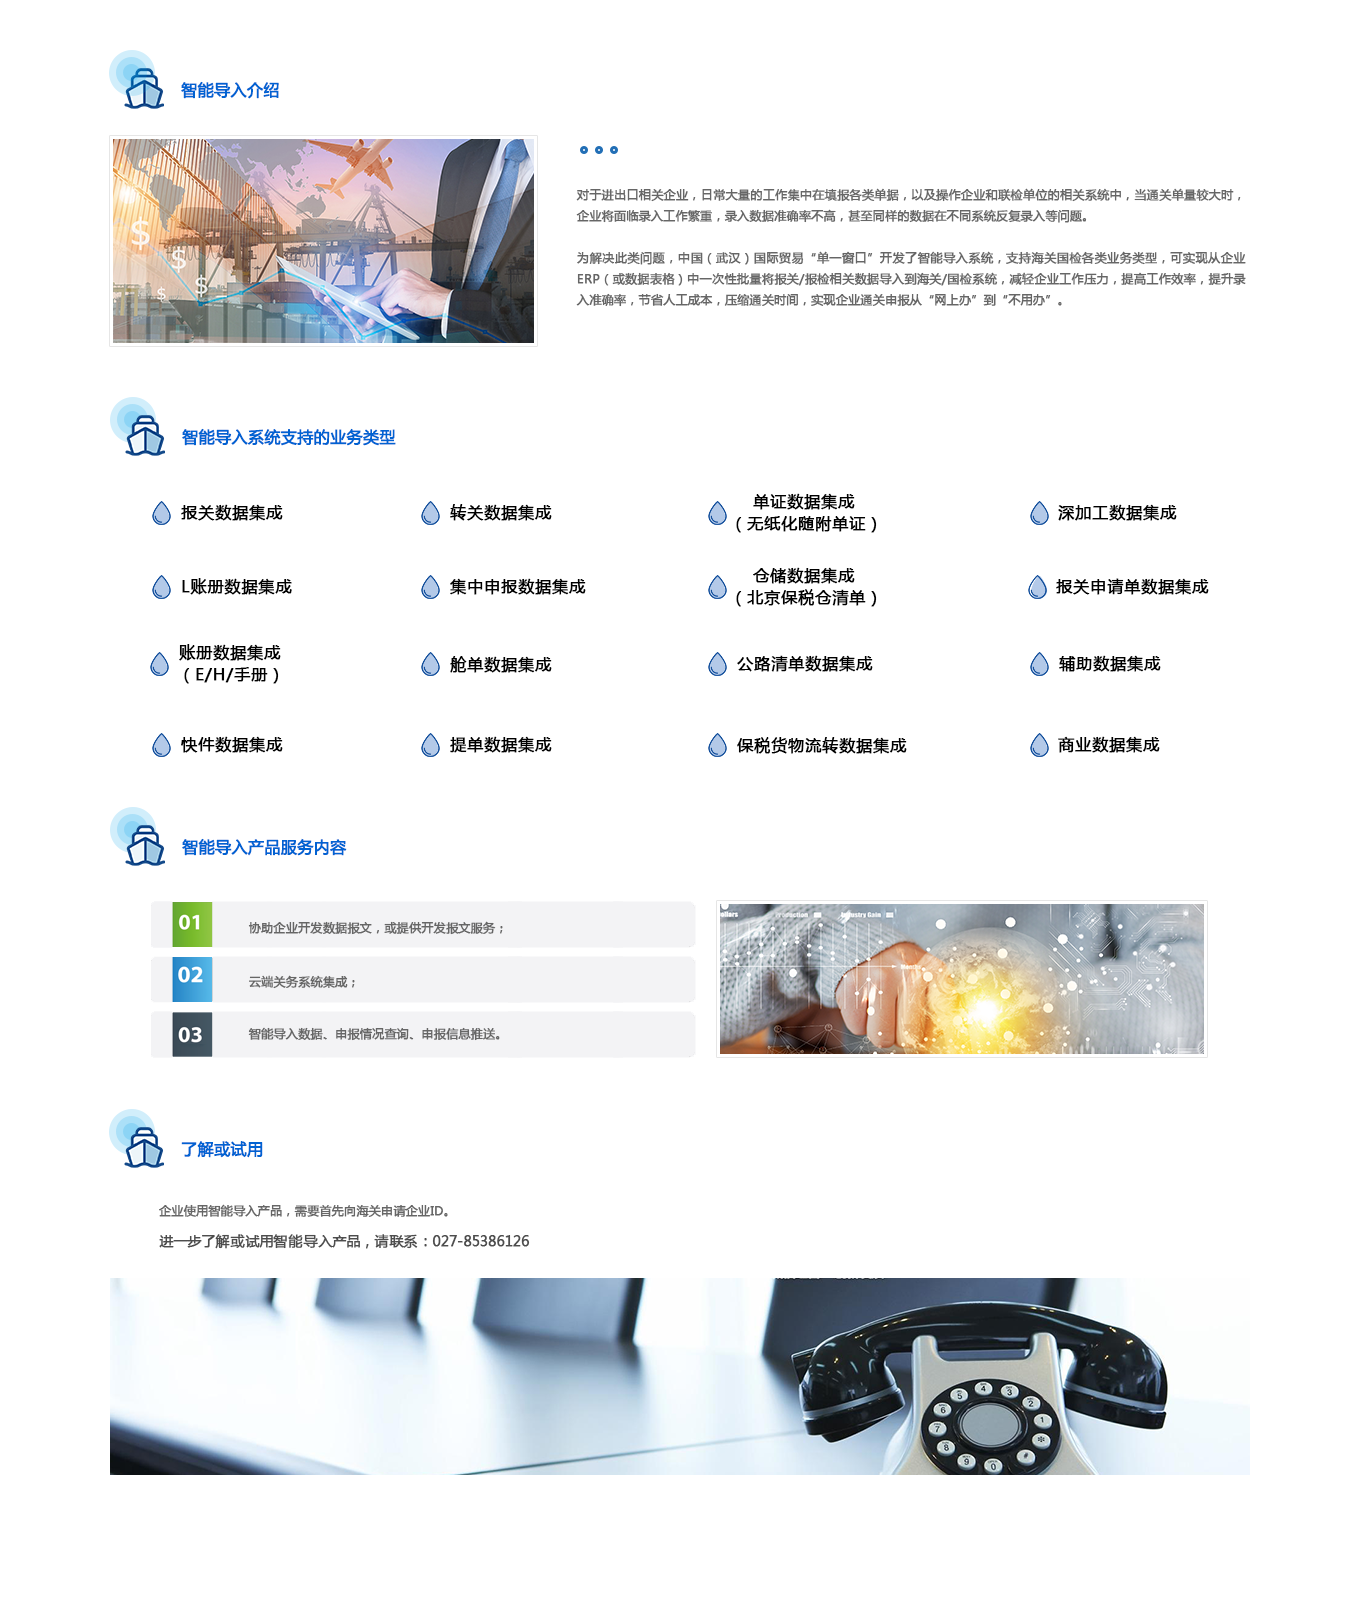 智能导入介绍
对于进出口相关企业，日常大量的工作集中在填报各类单据，以及操作企业和联检单位的相关系统中，当通关单量较大时，
企业将面临录入工作繁重，录入数据准确率不高，甚至同样的数据在不同系统反复录入等问题。
为解决此类问题，中国（武汉）国际贸易“单一窗口”开发了智能导入系统，支持海关国检各类业务类型，可实现从企业
ERP（或数据表格）中一次性批量将报关/报检相关数据导入到海关/国检系统，减轻企业工作压力，提高工作效率，提升录
入准确率，节省人工成本，压缩通关时间，实现企业通关申报从“网上办”到“不用办”。
$
$
$
$
智能导入系统支持的业务类型
报关数据集成
转关数据集成
单证数据集成
（无纸化随附单证）
深加工数据集成
L账册数据集成
集中申报数据集成
仓储数据集成
（北京保税仓清单）
报关申请单数据集成
账册数据集成
（E/H/手册）
舱单数据集成
公路清单数据集成
辅助数据集成
快件数据集成
提单数据集成
保税货物流转数据集成
商业数据集成
智能导入产品服务内容
01
协助企业开发数据报文，或提供开发报文服务；
02
云端关务系统集成；
03
智能导入数据、申报情况查询、申报信息推送。
Industry Gain
了解或试用
企业使用智能导入产品，需要首先向海关申请企业ID。
进一步了解或试用智能导入产品，请联系：027-85386126
1
2
3
4
5
6
7
8
9
0
*
#